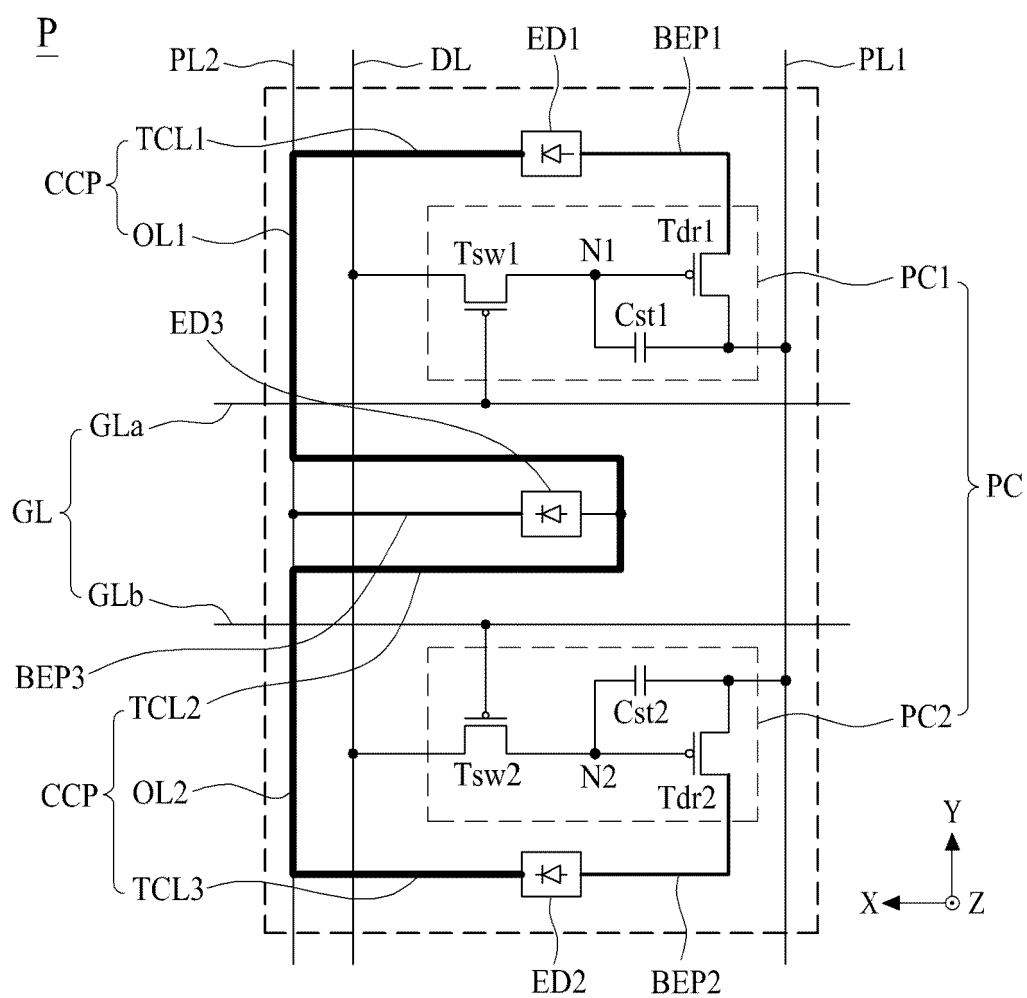 P
PL2
DL
ED1
BEP1
PL1
TCL1
CCP
OL1
Tsw1
N1
Tdr1
PC1
ED3
Cst1
GLa
GL
PC
GLb
BEP3
TCL2
Cst2
PC2
CCP
OL2
Tsw2
N2
Tdr2
Y
TCL3
X
Z
ED2
BEP2